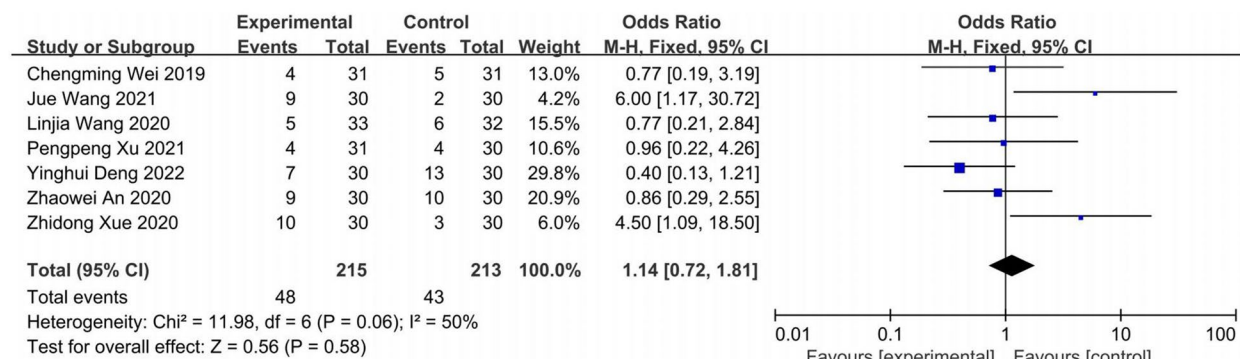 Experimental Control Odds Ratio Odds Ratio
Study or Subgroup Events Total Events Total Weight M-H, Fixed, 95% CI M-H, Fixed, 95% CI
Chengming Wei 2019 4 31 5 31 13.0% 0.77 [0.19, 3.19]
Jue Wang 2021 9 30 2 30 4.2% 6.00 [1.17, 30.72]
Linjia Wang 2020 5 33 6 32 15.5% 0.77 [0.21, 2.84]
Pengpeng Xu 2021 4 31 4 30 10.6% 0.96 [0.22, 4.26]
Yinghui Deng 2022 7 30 13 30 29.8% 0.40 [0.13, 1.21]
Zhaowei An 2020 9 30 10 30 20.9% 0.86 [0.29, 2.55]
Zhidong Xue 2020 10 30 3 30 6.0% 4.50 [1.09, 18.50]
Total (95% CI) 215 213 100.0% 1.14 [0.72, 1.81]
Total events 48 43
Heterogeneity: Chi² = 11.98, df = 6 (P = 0.06); I² = 50%
0.01 0.1 1 10 100
Test for overall effect: Z = 0.56 (P = 0.58)
Favours [experimental] Favours [control]